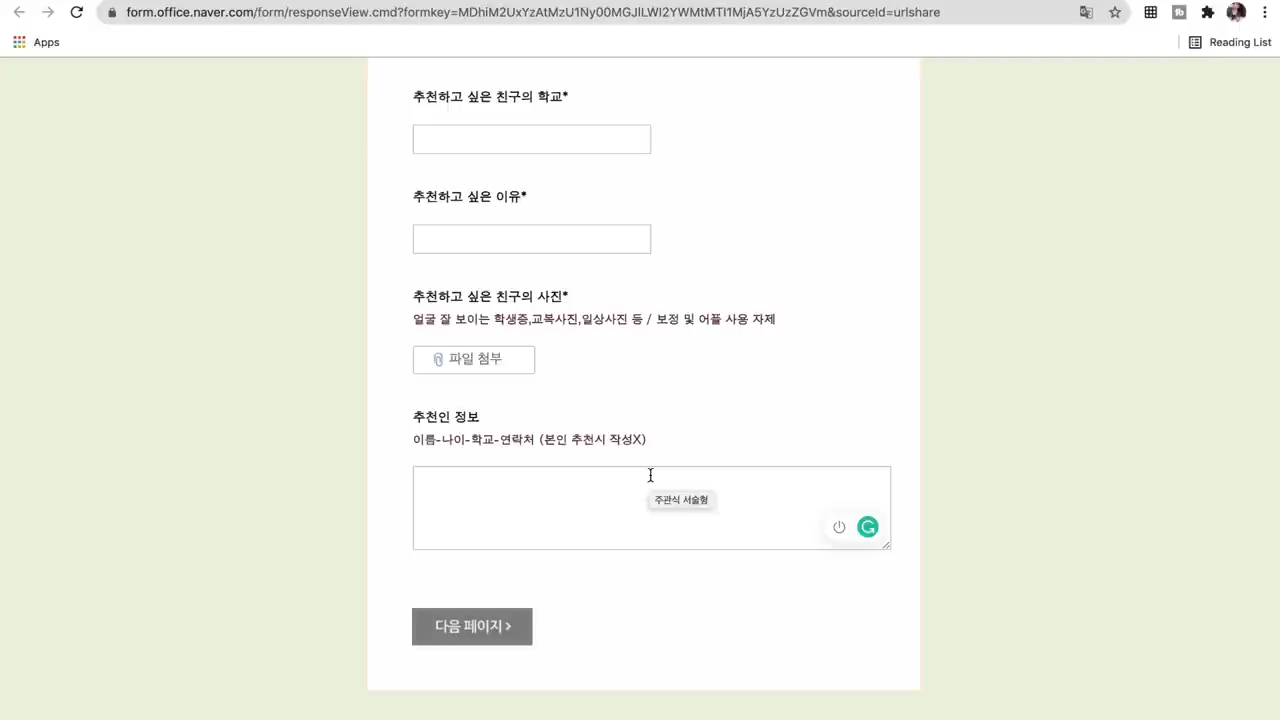 form.office.naver.com/form/responseView.cmd?formkey=MDhiM2UxYzAtMzU1Ny00MGJlLWI2YWMtMTI1MjA5YzUzZGVm&sourceId=urlshare
Apps
Reading List
추천하고 싶은 친구의 학교*
추천하고 싶은 이유*
추천하고 싶은 친구의 사진*
얼굴 잘 보이는 학생증,교복사진,일상사진 등 / 보정 및 어플 사용 자제
파일 첨부
추천인 정보
이름-나이-학교-연락처 (본인 추천시 작성X)
주관식 서술형
다음 페이지 >